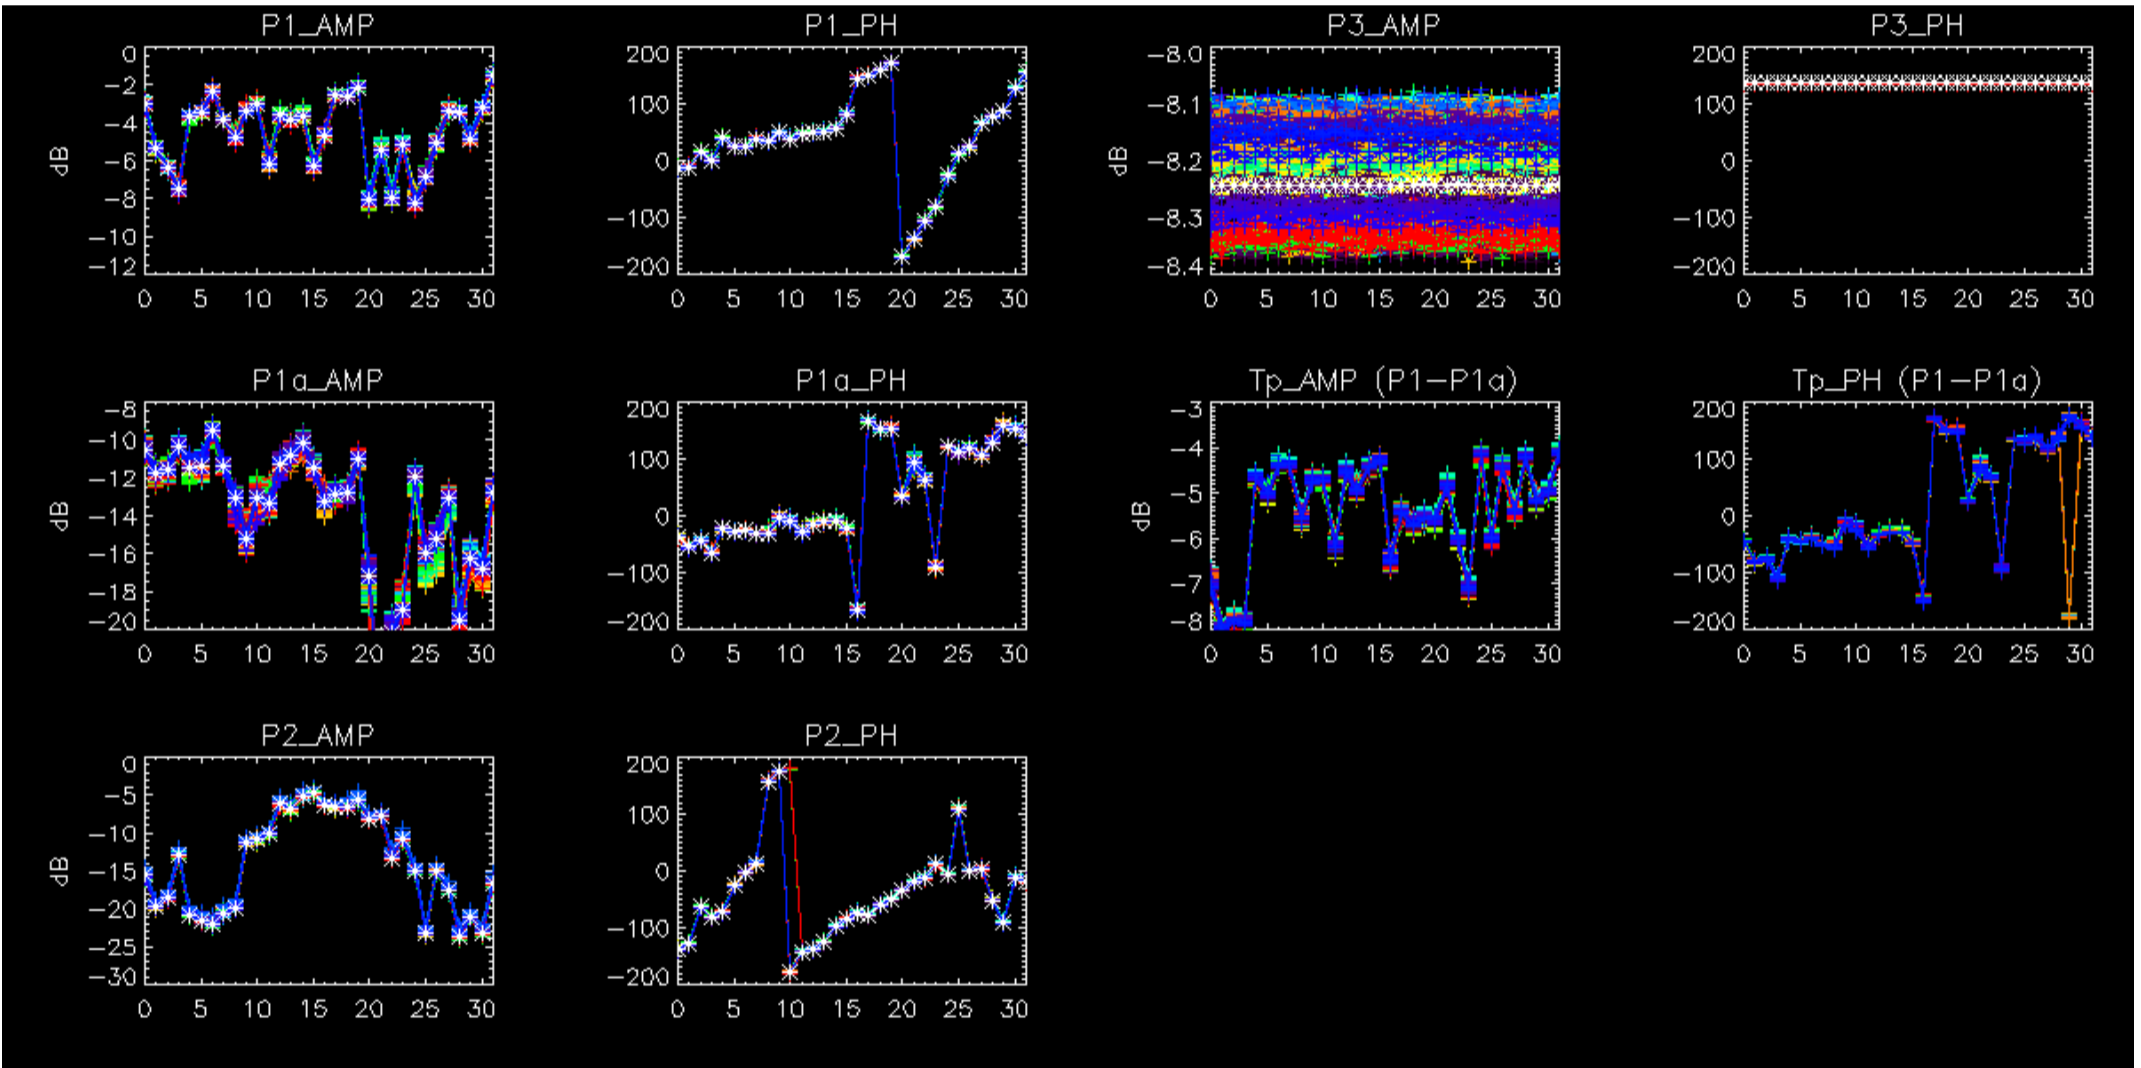 P1_AMP
dB
0
-2
-4
-6
-8
-10
-12
0 5 10 15 20 25 30
P1_PH
200
100
0
-100
-200
0 5 10 15 20 25 30
P3_AMP
dB
-8.0
-8.1
-8.2
-8.3
-8.4
0 5 10 15 20 25 30
P3_PH
200
100
0
-100
-200
0 5 10 15 20 25 30
P1a_AMP
dB
-8
-10
-12
-14
-16
-18
-20
0 5 10 15 20 25 30
P1a_PH
200
100
0
-100
-200
0 5 10 15 20 25 30
Tp_AMP (P1-P1a)
dB
-3
-4
-5
-6
-7
-8
0 5 10 15 20 25 30
Tp_PH (P1-P1a)
200
100
0
-100
-200
0 5 10 15 20 25 30
P2_AMP
dB
0
-5
-10
-15
-20
-25
-30
0 5 10 15 20 25 30
P2_PH
200
100
0
-100
-200
0 5 10 15 20 25 30